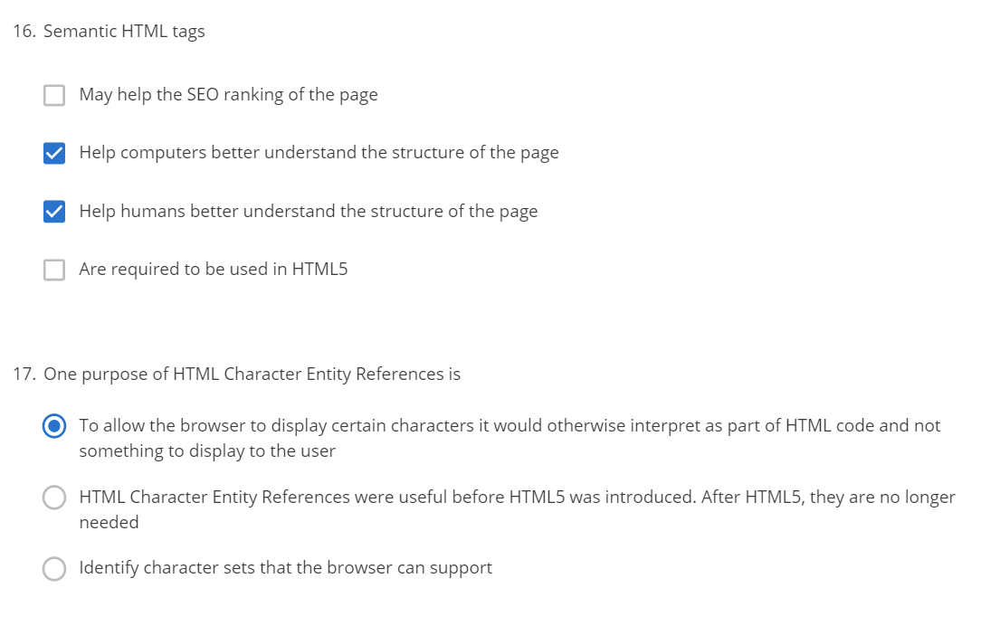 16. Semantic HTML tags
May help the SEO ranking of the page
Help computers better understand the structure of the page
Help humans better understand the structure of the page
Are required to be used in HTML5
17. One purpose of HTML Character Entity References is
To allow the browser to display certain characters it would otherwise interpret as part of HTML code and not
something to display to the user
HTML Character Entity References were useful before HTML5 was introduced. After HTML5, they are no longer
needed
Identify character sets that the browser can support